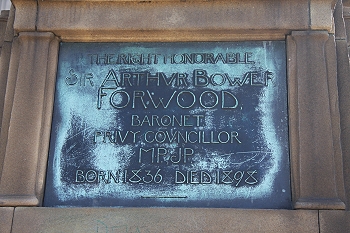 THE RIGHT HONORABLE
SIR ARTHVR BOWER
FORWOOD,
BARONET
PRIVY COVNCILLOR
M.P. J.P.
BORN: 1836. DIED. 1898